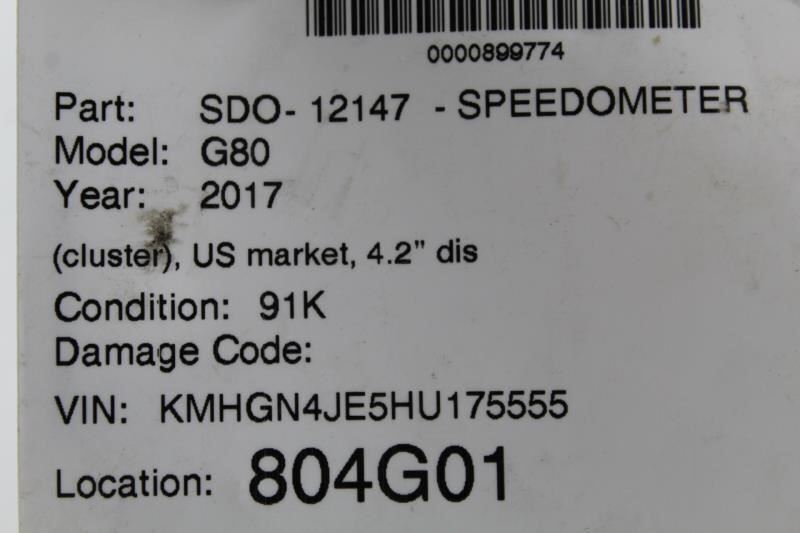 0000899774
Part: SDO- 12147 - SPEEDOMETER
Model: G80
Year: 2017
(cluster), US market, 4.2" dis
Condition: 91K
Damage Code:
VIN: KMHGN4JE5HU175555
Location: 804G01